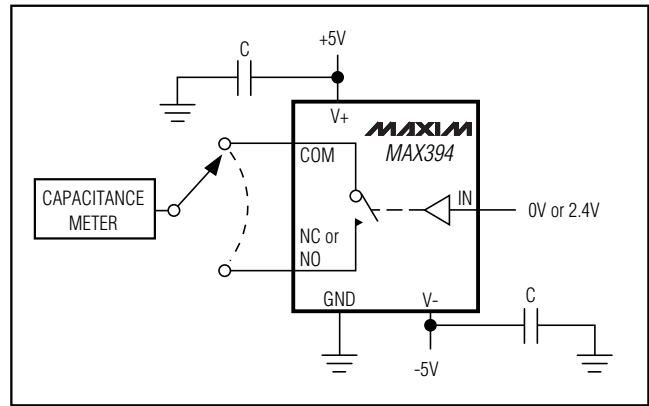 +5V
C
V+
MAXIM
MAX394
COM
CAPACITANCE
METER
IN
0V or 2.4V
NC or
NO
GND
V-
C
-5V